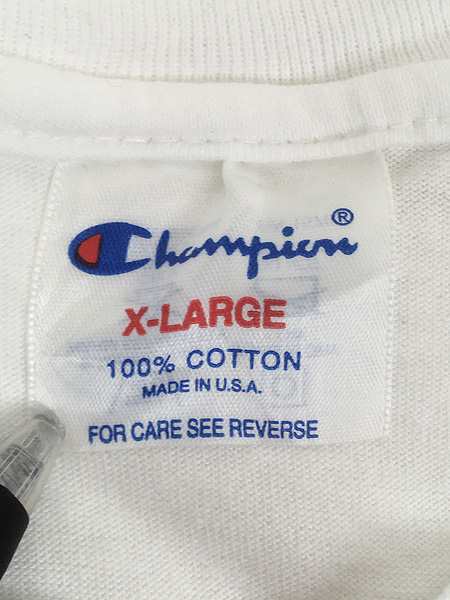 Champion®
X-LARGE
100% COTTON
MADE IN U.S.A.
FOR CARE SEE REVERSE